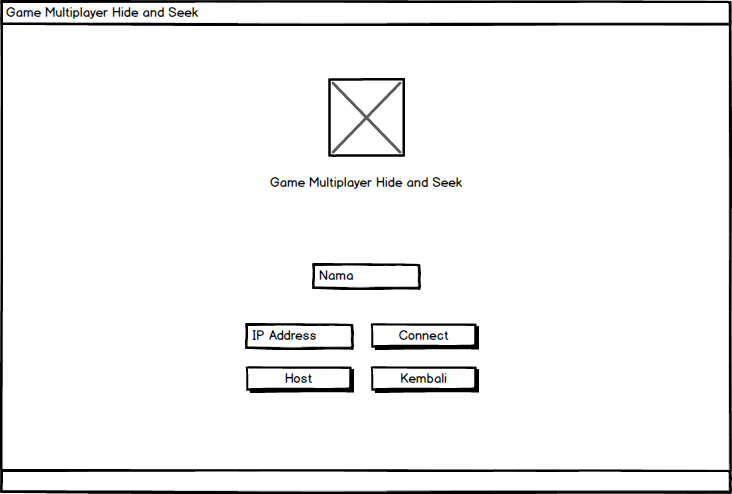 Game Multiplayer Hide and Seek
Game Multiplayer Hide and Seek
Nama
IP Address
Connect
Host
Kembali